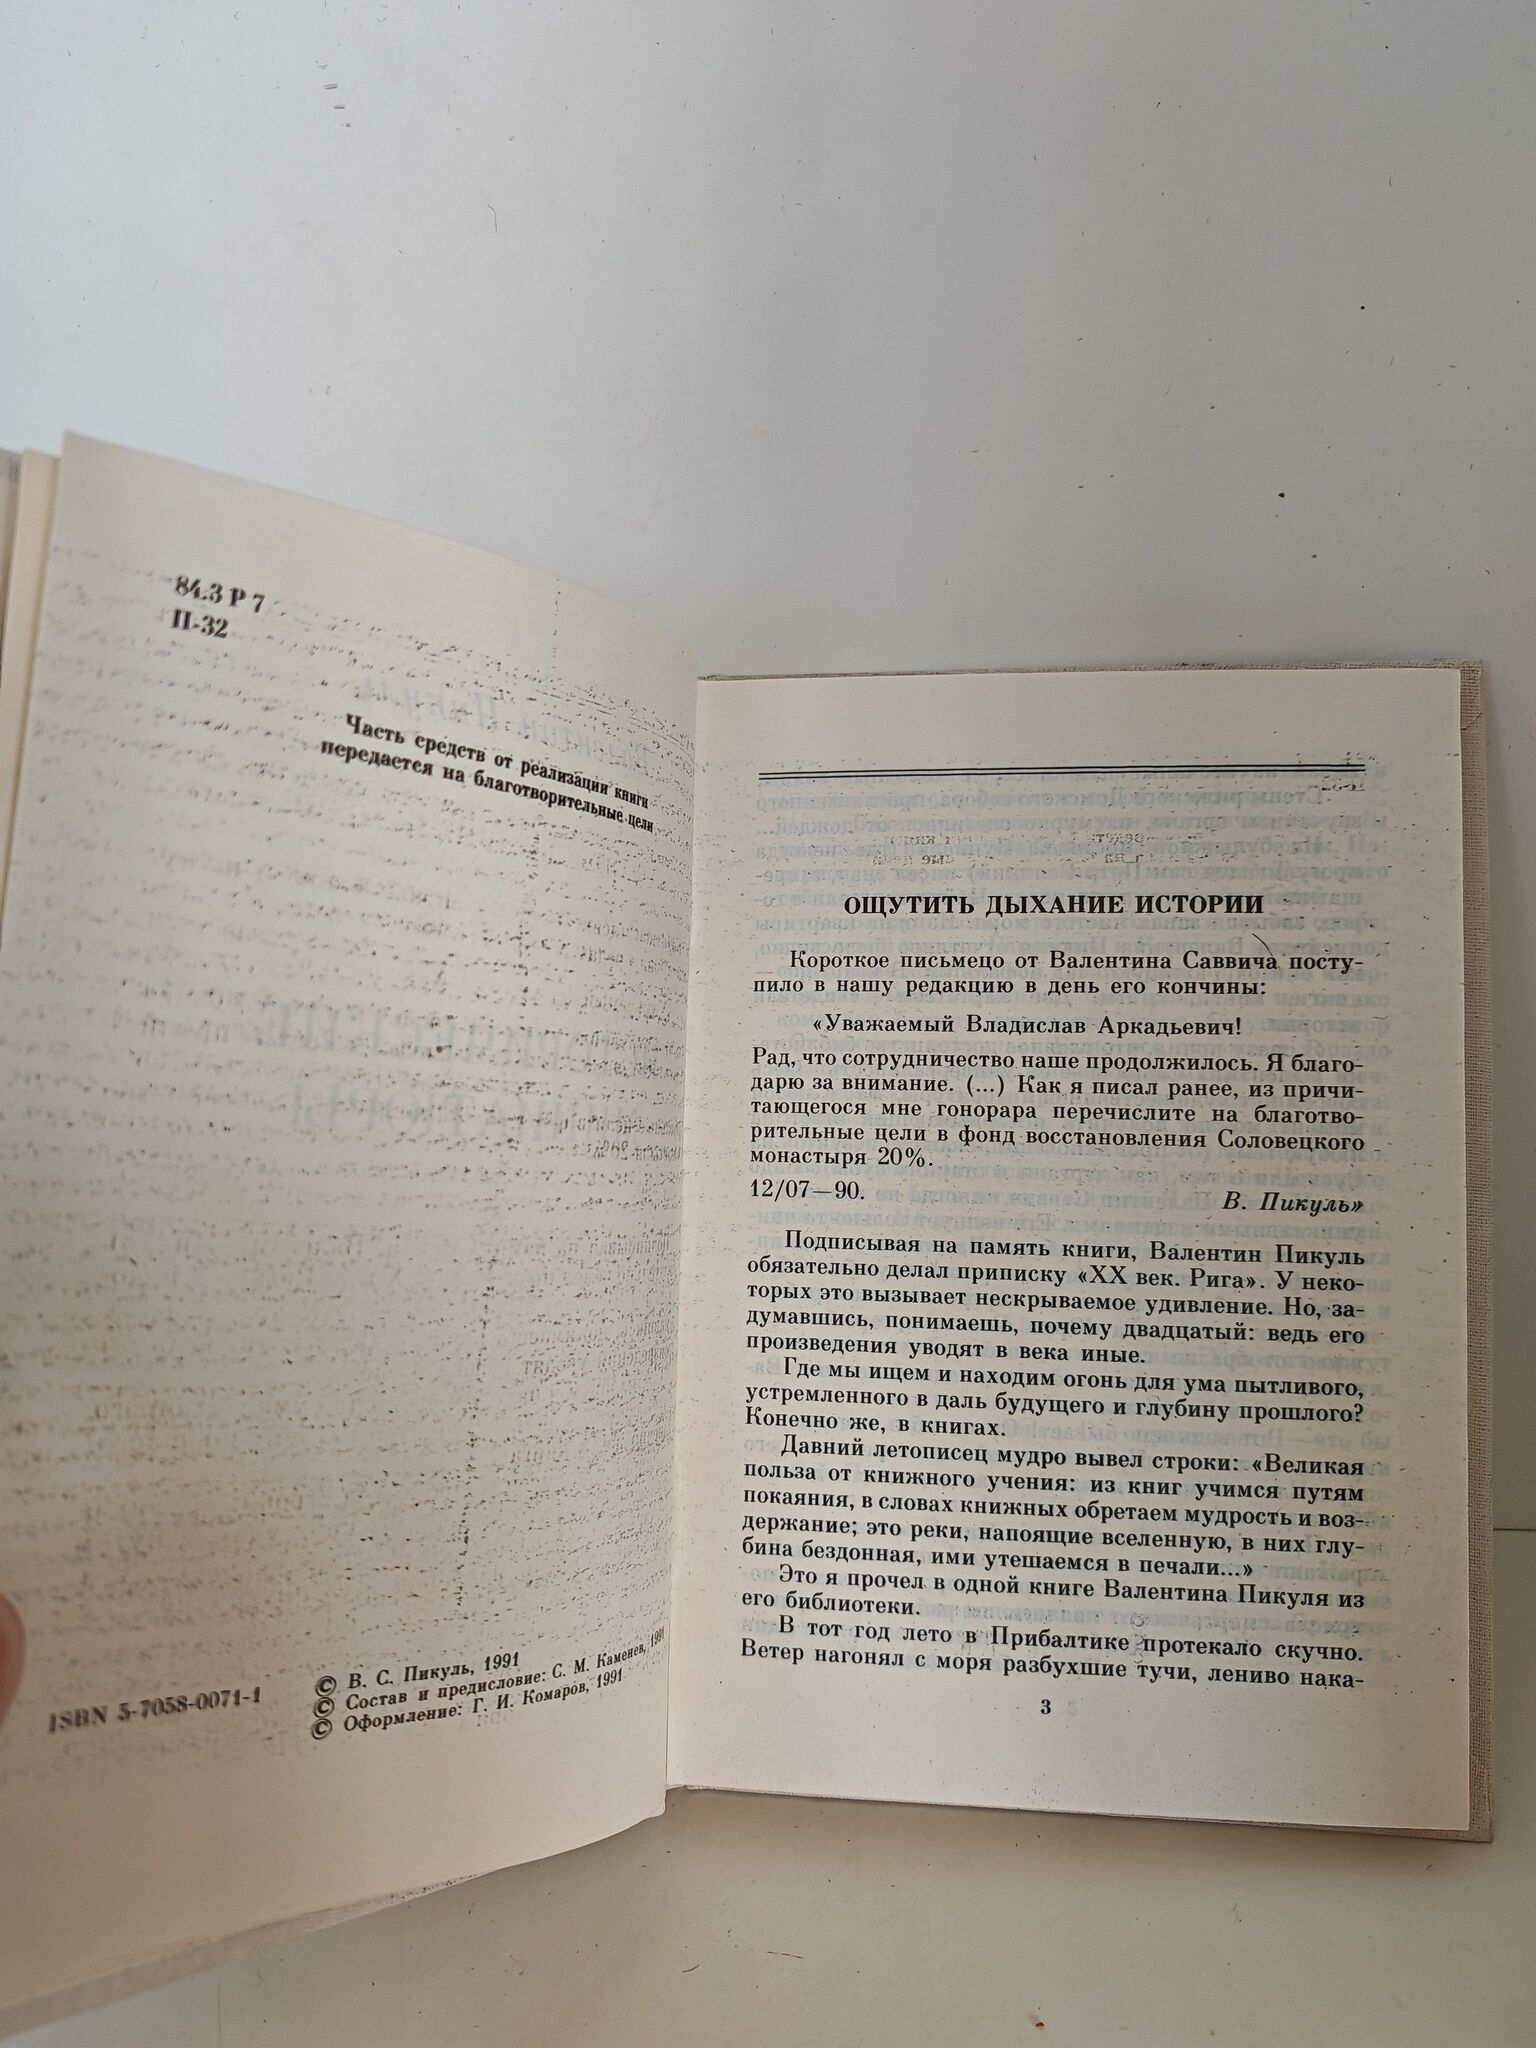 84.3 Р 7
П-32
Часть средств от реализации книги
передается на благотворительные цели
ISBN 5-7058-0071-1
© В. С. Пикуль, 1991
© Состав и предисловие: С. М. Каменев, 1991
© Оформление: Г. И. Комаров, 1991
ОЩУТИТЬ ДЫХАНИЕ ИСТОРИИ
Короткое письмецо от Валентина Саввича посту-
пило в нашу редакцию в день его кончины:
«Уважаемый Владислав Аркадьевич!
Рад, что сотрудничество наше продолжилось. Я благо-
дарю за внимание. (...) Как я писал ранее, из причи-
тающегося мне гонорара перечислите на благотво-
рительные цели в фонд восстановления Соловецкого
монастыря 20%.
12/07—90.
В. Пикуль»
Подписывая на память книги, Валентин Пикуль
обязательно делал приписку «XX век. Рига». У неко-
торых это вызывает нескрываемое удивление. Но, за-
думавшись, понимаешь, почему двадцатый: ведь его
произведения уводят в века иные.
Где мы ищем и находим огонь для ума пытливого,
устремленного в даль будущего и глубину прошлого?
Конечно же, в книгах.
Давний летописец мудро вывел строки: «Великая
польза от книжного учения: из книг учимся путям
покаяния, в словах книжных обретаем мудрость и воз-
держание; это реки, напоящие вселенную, в них глу-
бина бездонная, ими утешаемся в печали...»
Это я прочел в одной книге Валентина Пикуля из
его библиотеки.
В тот год лето в Прибалтике протекало скучно.
Ветер нагонял с моря разбухшие тучи, лениво нака-
3